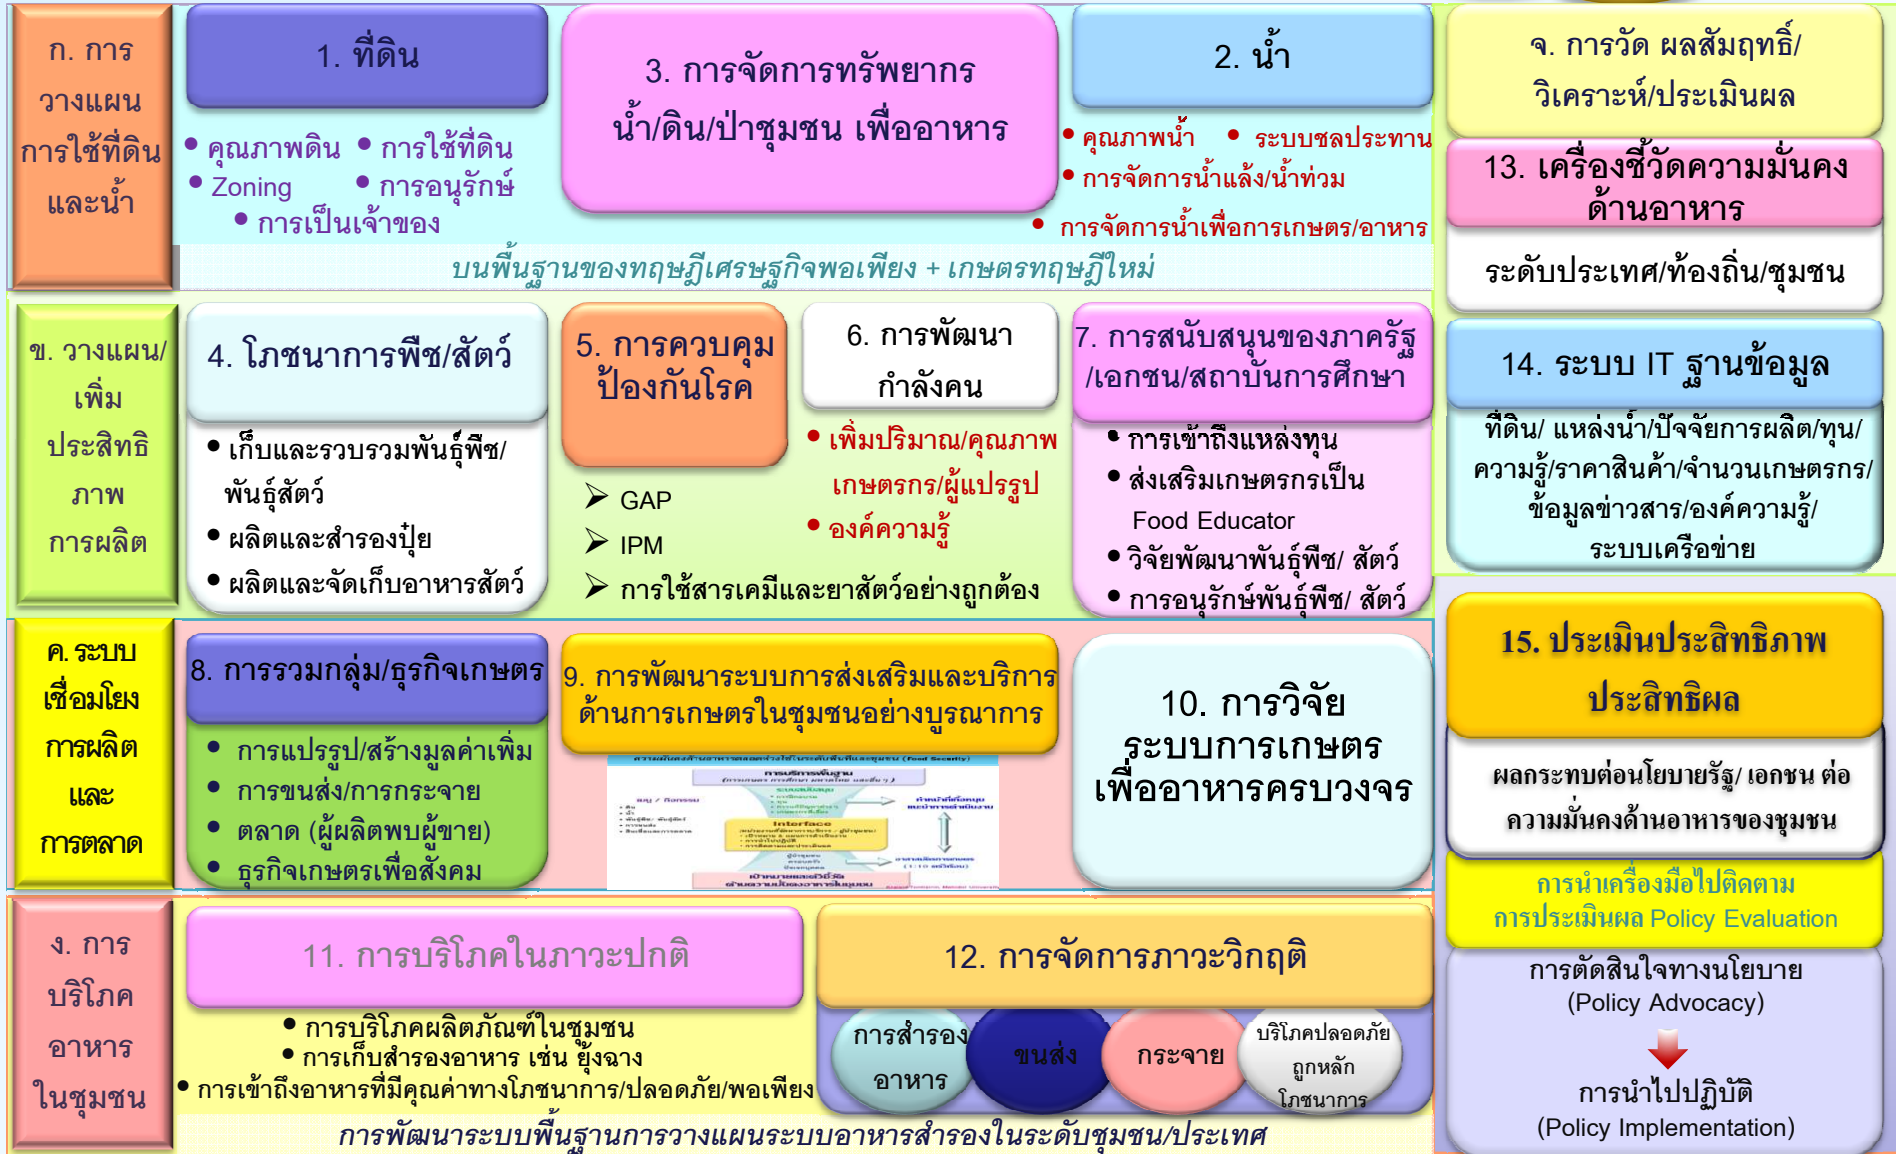 ก. การ
วางแผน
การใช้ที่ดิน
และน้ำ
1. ที่ดิน
• คุณภาพดิน • การใช้ที่ดิน
• Zoning • การอนุรักษ์
• การเป็นเจ้าของ
3. การจัดการทรัพยากร
น้ำ/ดิน/ป่าชุมชน เพื่ออาหาร
2. น้ำ
• คุณภาพน้ำ • ระบบชลประทาน
• การจัดการน้ำแล้ง/น้ำท่วม
• การจัดการน้ำเพื่อการเกษตร/อาหาร
บนพื้นฐานของทฤษฎีเศรษฐกิจพอเพียง + เกษตรทฤษฎีใหม่
ข. วางแผน/
เพิ่ม
ประสิทธิ
ภาพ
การผลิต
4. โภชนาการพืช/สัตว์
• เก็บและรวบรวมพันธุ์พืช/
พันธุ์สัตว์
• ผลิตและสำรองปุ๋ย
• ผลิตและจัดเก็บอาหารสัตว์
5. การควบคุม
ป้องกันโรค
➢ GAP
➢ IPM
➢ การใช้สารเคมีและยาสัตว์อย่างถูกต้อง
6. การพัฒนา
กำลังคน
• เพิ่มปริมาณ/คุณภาพ
เกษตรกร/ผู้แปรรูป
• องค์ความรู้
7. การสนับสนุนของภาครัฐ
/เอกชน/สถาบันการศึกษา
• การเข้าถึงแหล่งทุน
• ส่งเสริมเกษตรกรเป็น
Food Educator
• วิจัยพัฒนาพันธุ์พืช/ สัตว์
• การอนุรักษ์พันธุ์พืช/ สัตว์
ค. ระบบ
เชื่อมโยง
การผลิต
และ
การตลาด
8. การรวมกลุ่ม/ธุรกิจเกษตร
• การแปรรูป/สร้างมูลค่าเพิ่ม
• การขนส่ง/การกระจาย
• ตลาด (ผู้ผลิตพบผู้ขาย)
• ธุรกิจเกษตรเพื่อสังคม
9. การพัฒนาระบบการส่งเสริมและบริการ
ด้านการเกษตรในชุมชนอย่างบูรณาการ
การบริการพื้นฐาน
Interface
10. การวิจัย
ระบบการเกษตร
เพื่ออาหารครบวงจร
ง. การ
บริโภค
อาหาร
ในชุมชน
11. การบริโภคในภาวะปกติ
• การบริโภคผลิตภัณฑ์ในชุมชน
• การเก็บสำรองอาหาร เช่น ยุ้งฉาง
• การเข้าถึงอาหารที่มีคุณค่าทางโภชนาการ/ปลอดภัย/พอเพียง
12. การจัดการภาวะวิกฤติ
การสำรอง
อาหาร
ขนส่ง
กระจาย
บริโภคปลอดภัย
ถูกหลัก
โภชนาการ
การพัฒนาระบบพื้นฐานการวางแผนระบบอาหารสำรองในระดับชุมชน/ประเทศ
จ. การวัด ผลสัมฤทธิ์/
วิเคราะห์/ประเมินผล
13. เครื่องชี้วัดความมั่นคง
ด้านอาหาร
ระดับประเทศ/ท้องถิ่น/ชุมชน
14. ระบบ IT ฐานข้อมูล
ที่ดิน/ แหล่งน้ำ/ปัจจัยการผลิต/ทุน/
ความรู้/ราคาสินค้า/จำนวนเกษตรกร/
ข้อมูลข่าวสาร/องค์ความรู้/
ระบบเครือข่าย
15. ประเมินประสิทธิภาพ
ประสิทธิผล
ผลกระทบต่อนโยบายรัฐ/ เอกชน ต่อ
ความมั่นคงด้านอาหารของชุมชน
การนำเครื่องมือไปติดตาม
การประเมินผล Policy Evaluation
การตัดสินใจทางนโยบาย
(Policy Advocacy)
การนำไปปฏิบัติ
(Policy Implementation)